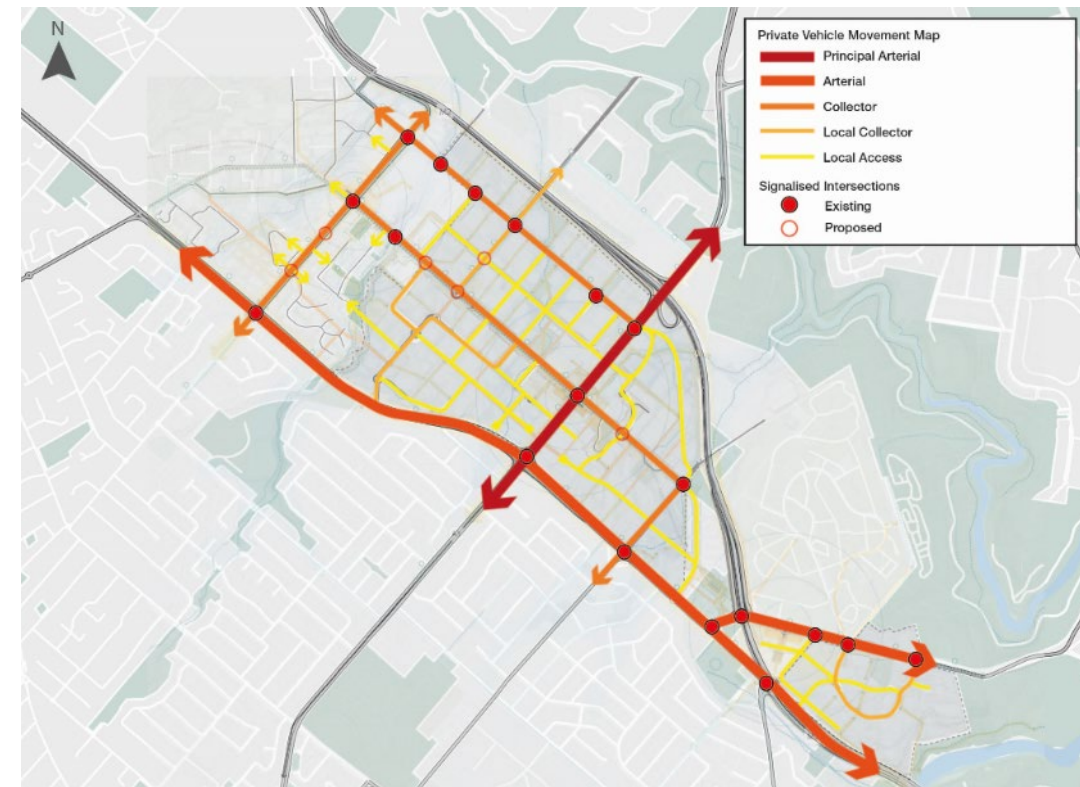 N
Private Vehicle Movement Map
Principal Arterial
Arterial
Collector
Local Collector
Local Access
Signalised Intersections
Existing
Proposed